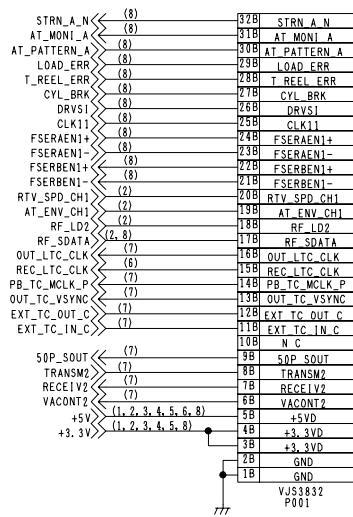 STRN_A_N (8) 32B STRN_A_N
AT_MONI_A (8) 31B AT_MONI_A
AT_PATTERN_A (8) 30B AT_PATTERN_A
LOAD_ERR (8) 29B LOAD_ERR
T_REEL_ERR (8) 28B T_REEL_ERR
CYL_BRK (8) 27B CYL_BRK
DRVSI (8) 26B DRVSI
CLK11 (8) 25B CLK11
FSERAEN1+ (8) 24B FSERAEN1+
FSERAEN1- (8) 23B FSERAEN1-
FSERBEN1+ (8) 22B FSERBEN1+
FSERBEN1- (8) 21B FSERBEN1-
RTV_SPD_CH1 (2) 20B RTV_SPD_CH1
AT_ENV_CH1 (2) 19B AT_ENV_CH1
RF_LD2 (2) 18B RF_LD2
RF_SDATA (2, 8) 17B RF_SDATA
OUT_LTC_CLK (7) 16B OUT_LTC_CLK
REC_LTC_CLK (6) 15B REC_LTC_CLK
PB_TC_MCLK_P (7) 14B PB_TC_MCLK_P
OUT_TC_VSYNC (7) 13B OUT_TC_VSYNC
EXT_TC_OUT_C (7) 12B EXT_TC_OUT_C
EXT_TC_IN_C (7) 11B EXT_TC_IN_C
10B N C
50P_SOUT (7) 9B 50P_SOUT
TRANSM2 (7) 8B TRANSM2
RECEIV2 (7) 7B RECEIV2
VACONT2 (7) 6B VACONT2
+5V (1, 2, 3, 4, 5, 6, 8) 5B +5VD
+3.3V (1, 2, 3, 4, 5, 8) 4B +3.3VD
3B +3.3VD
2B GND
1B GND
VJS3832
P001